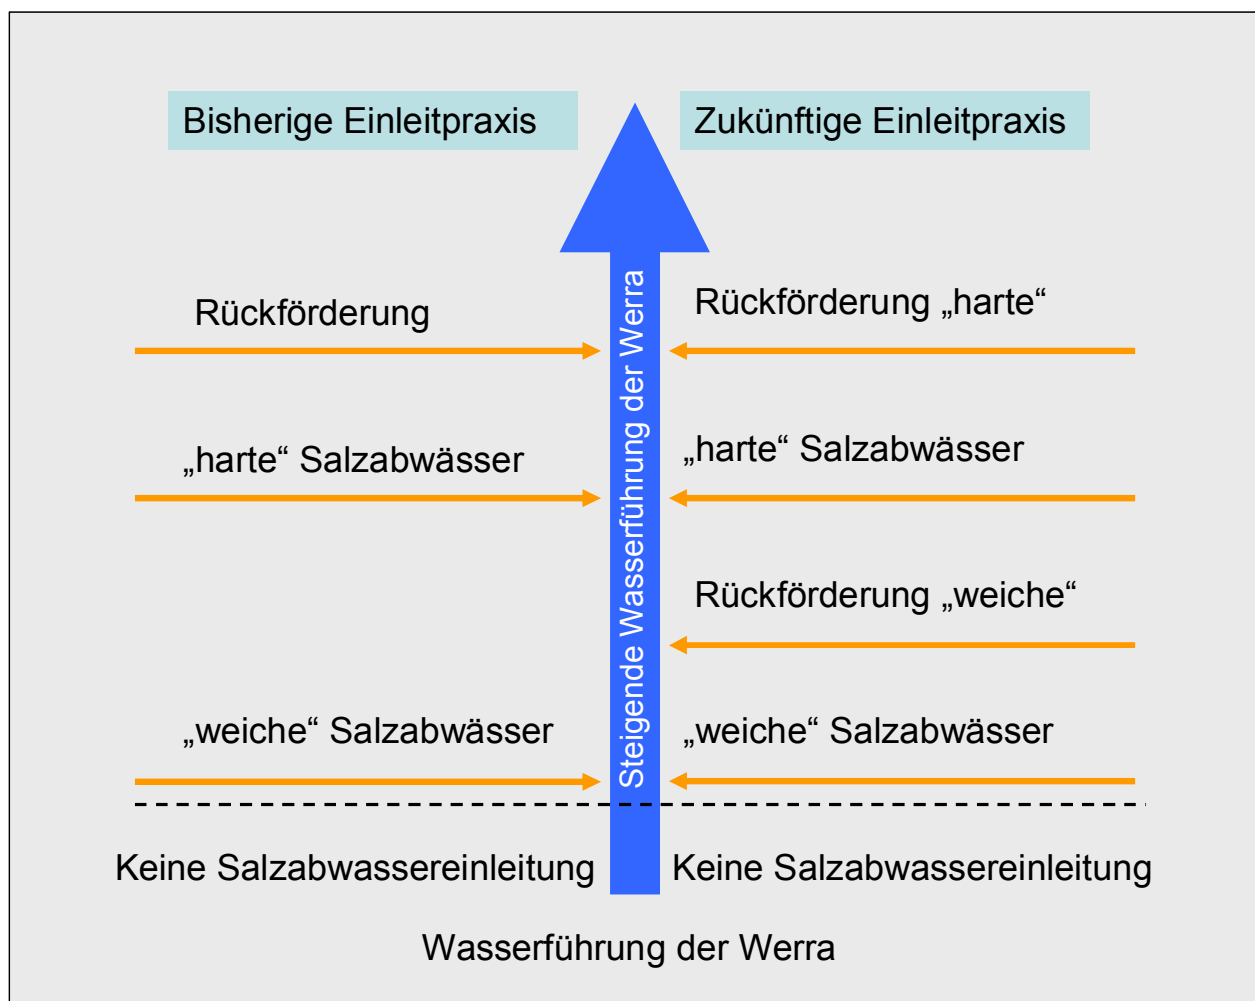 Bisherige Einleitpraxis
Zukünftige Einleitpraxis
Steigende Wasserführung der Werra
Rückförderung
Rückförderung „harte“
„harte“ Salzabwässer
„harte“ Salzabwässer
Rückförderung „weiche“
„weiche“ Salzabwässer
„weiche“ Salzabwässer
Keine Salzabwassereinleitung
Keine Salzabwassereinleitung
Wasserführung der Werra